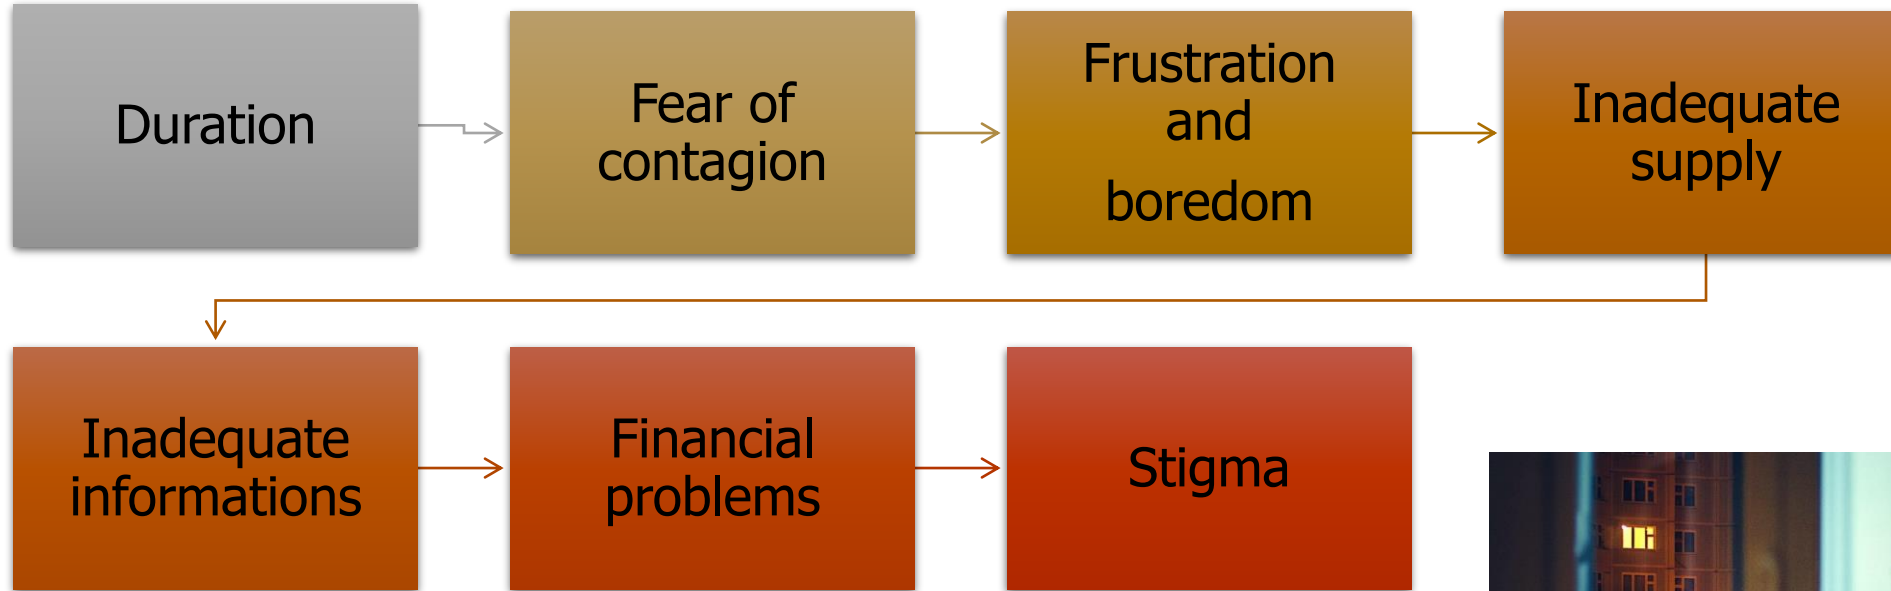 Duration
Fear of
contagion
Frustration
and
boredom
Inadequate
supply
Inadequate
informations
Financial
problems
Stigma